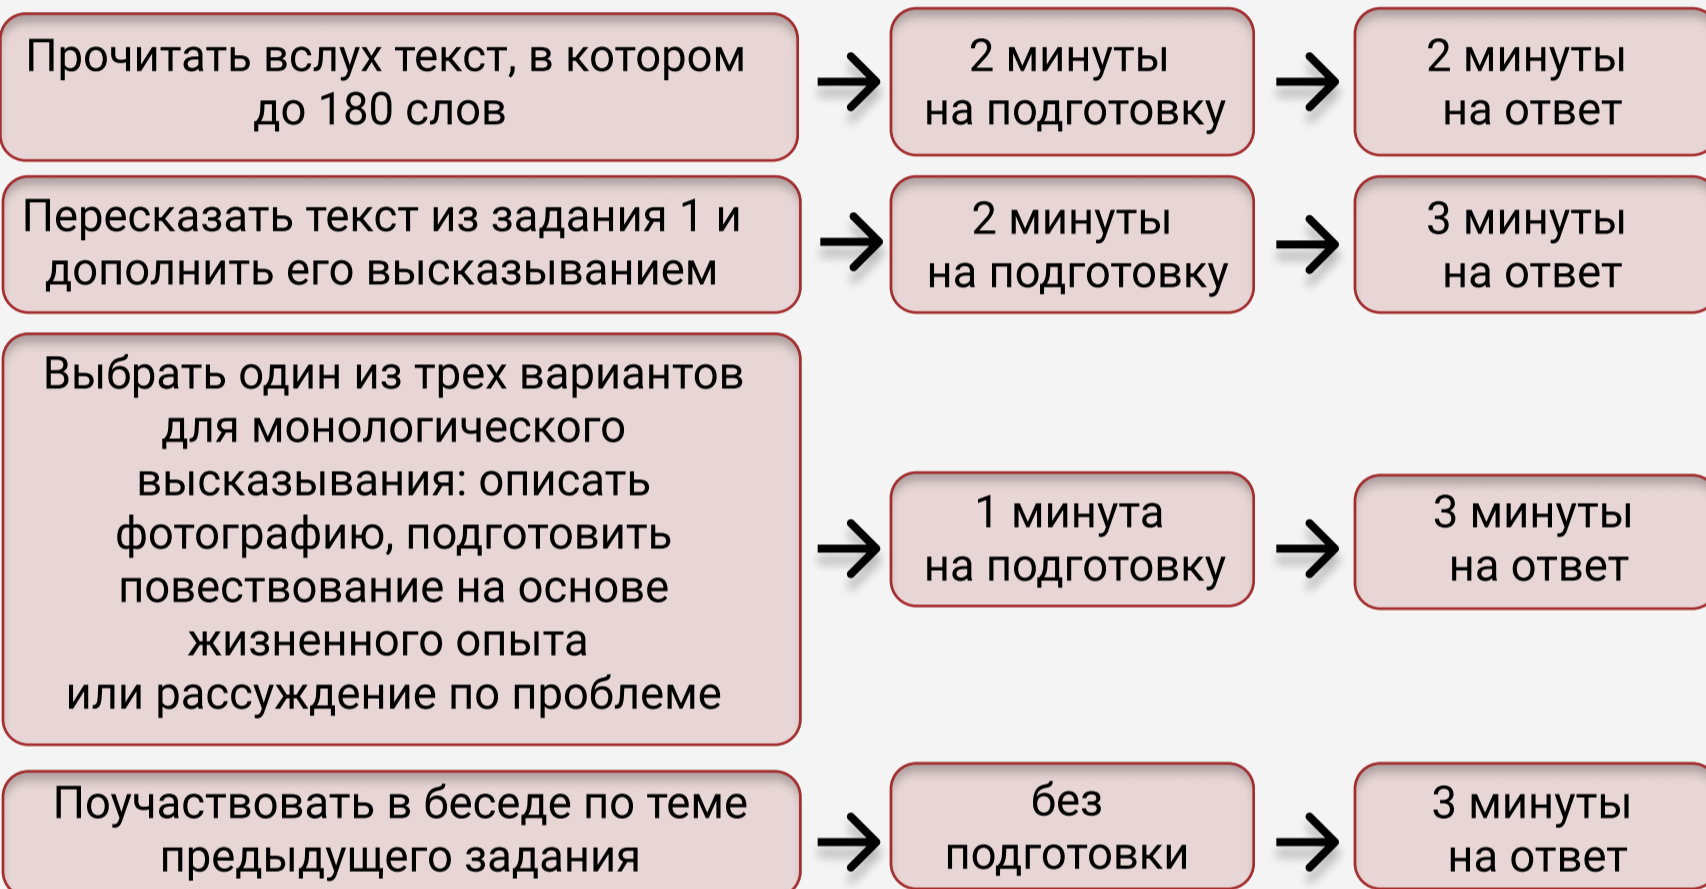 Прочитать вслух текст, в котором
до 180 слов
2 минуты
на подготовку
2 минуты
на ответ
Пересказать текст из задания 1 и
дополнить его высказыванием
2 минуты
на подготовку
3 минуты
на ответ
Выбрать один из трех вариантов
для монологического
высказывания: описать
фотографию, подготовить
повествование на основе
жизненного опыта
или рассуждение по проблеме
1 минута
на подготовку
3 минуты
на ответ
Поучаствовать в беседе по теме
предыдущего задания
без
подготовки
3 минуты
на ответ